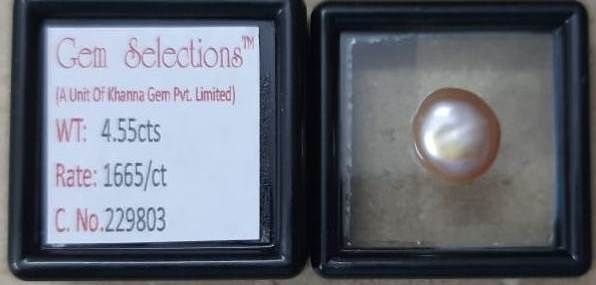 Gem Selections™
(A Unit Of Khanna Gem Pvt. Limited)
WT: 4.55cts
Rate: 1665/ct
C. No.229803